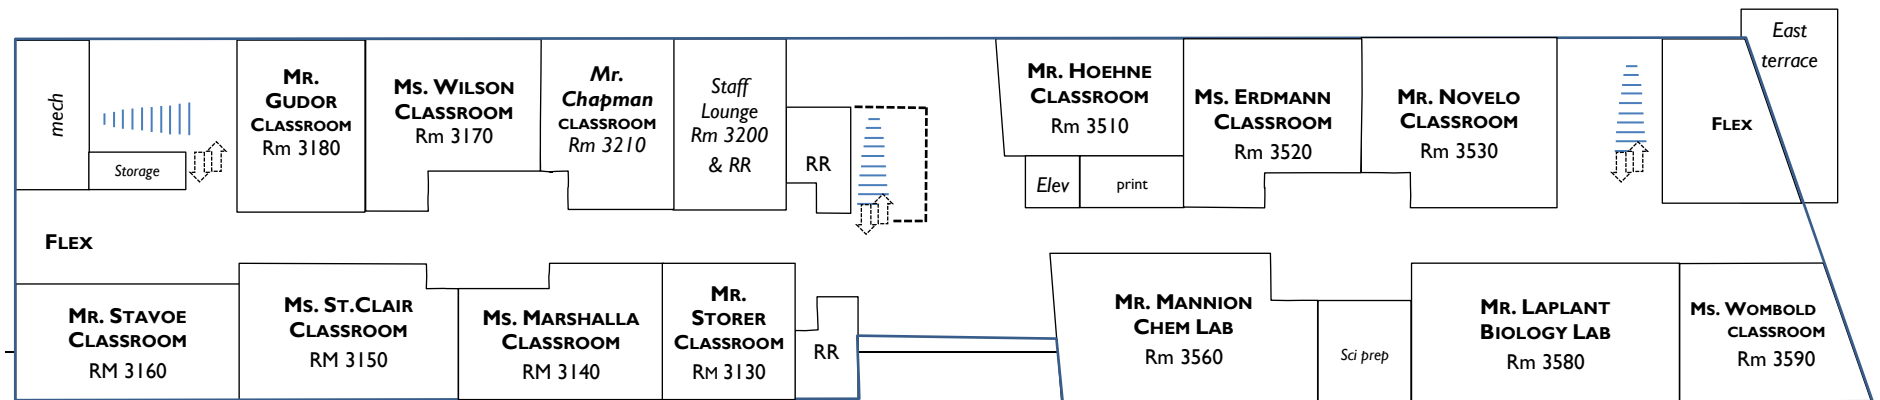 mech
Storage
MR.
GUDOR
CLASSROOM
Rm 3180
MS. WILSON
CLASSROOM
Rm 3170
Mr.
Chapman
CLASSROOM
Rm 3210
Staff
Lounge
Rm 3200
& RR
RR
MR. HOEHNE
CLASSROOM
Rm 3510
Elev
print
MS. ERDMANN
CLASSROOM
Rm 3520
MR. NOVELO
CLASSROOM
Rm 3530
FLEX
East
terrace
FLEX
MR. STAVOE
CLASSROOM
RM 3160
MS. ST.CLAIR
CLASSROOM
RM 3150
MS. MARSHALLA
CLASSROOM
RM 3140
MR.
STORER
CLASSROOM
RM 3130
RR
MR. MANNION
CHEM LAB
Rm 3560
Sci prep
MR. LAPLANT
BIOLOGY LAB
Rm 3580
MS. WOMBOLD
CLASSROOM
Rm 3590